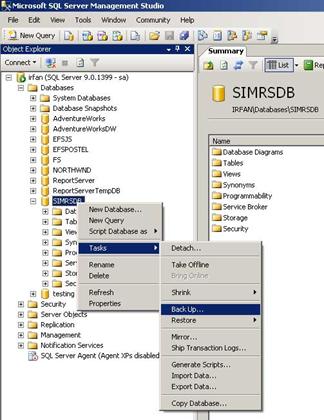 Microsoft SQL Server Management Studio
File Edit View Tools Window Community Help
New Query
Object Explorer
Connect
irfan (SQL Server 9.0.1399 - sa)
Databases
System Databases
Database Snapshots
AdventureWorks
AdventureWorksDW
EFSJS
EFSPOSTEL
FS
NORTHWND
ReportServer
ReportServerTempDB
SIMRSDB
Dat
Tab
Vie
Syn
Pro
Ser
Sto
Sec
testing
Security
Server Objects
Replication
Management
Notification Services
SQL Server Agent (Agent XPs disabled
New Database...
New Query
Script Database as
Tasks
Rename
Delete
Refresh
Properties
Detach...
Take Offline
Bring Online
Shrink
Back Up...
Restore
Mirror...
Ship Transaction Logs...
Generate Scripts...
Import Data...
Export Data...
Copy Database...
Summary
List
Repor
SIMRSDB
IRFAN\Databases\SIMRSDB
Name
Database Diagrams
Tables
Views
Synonyms
Programmability
Service Broker
Storage
Security